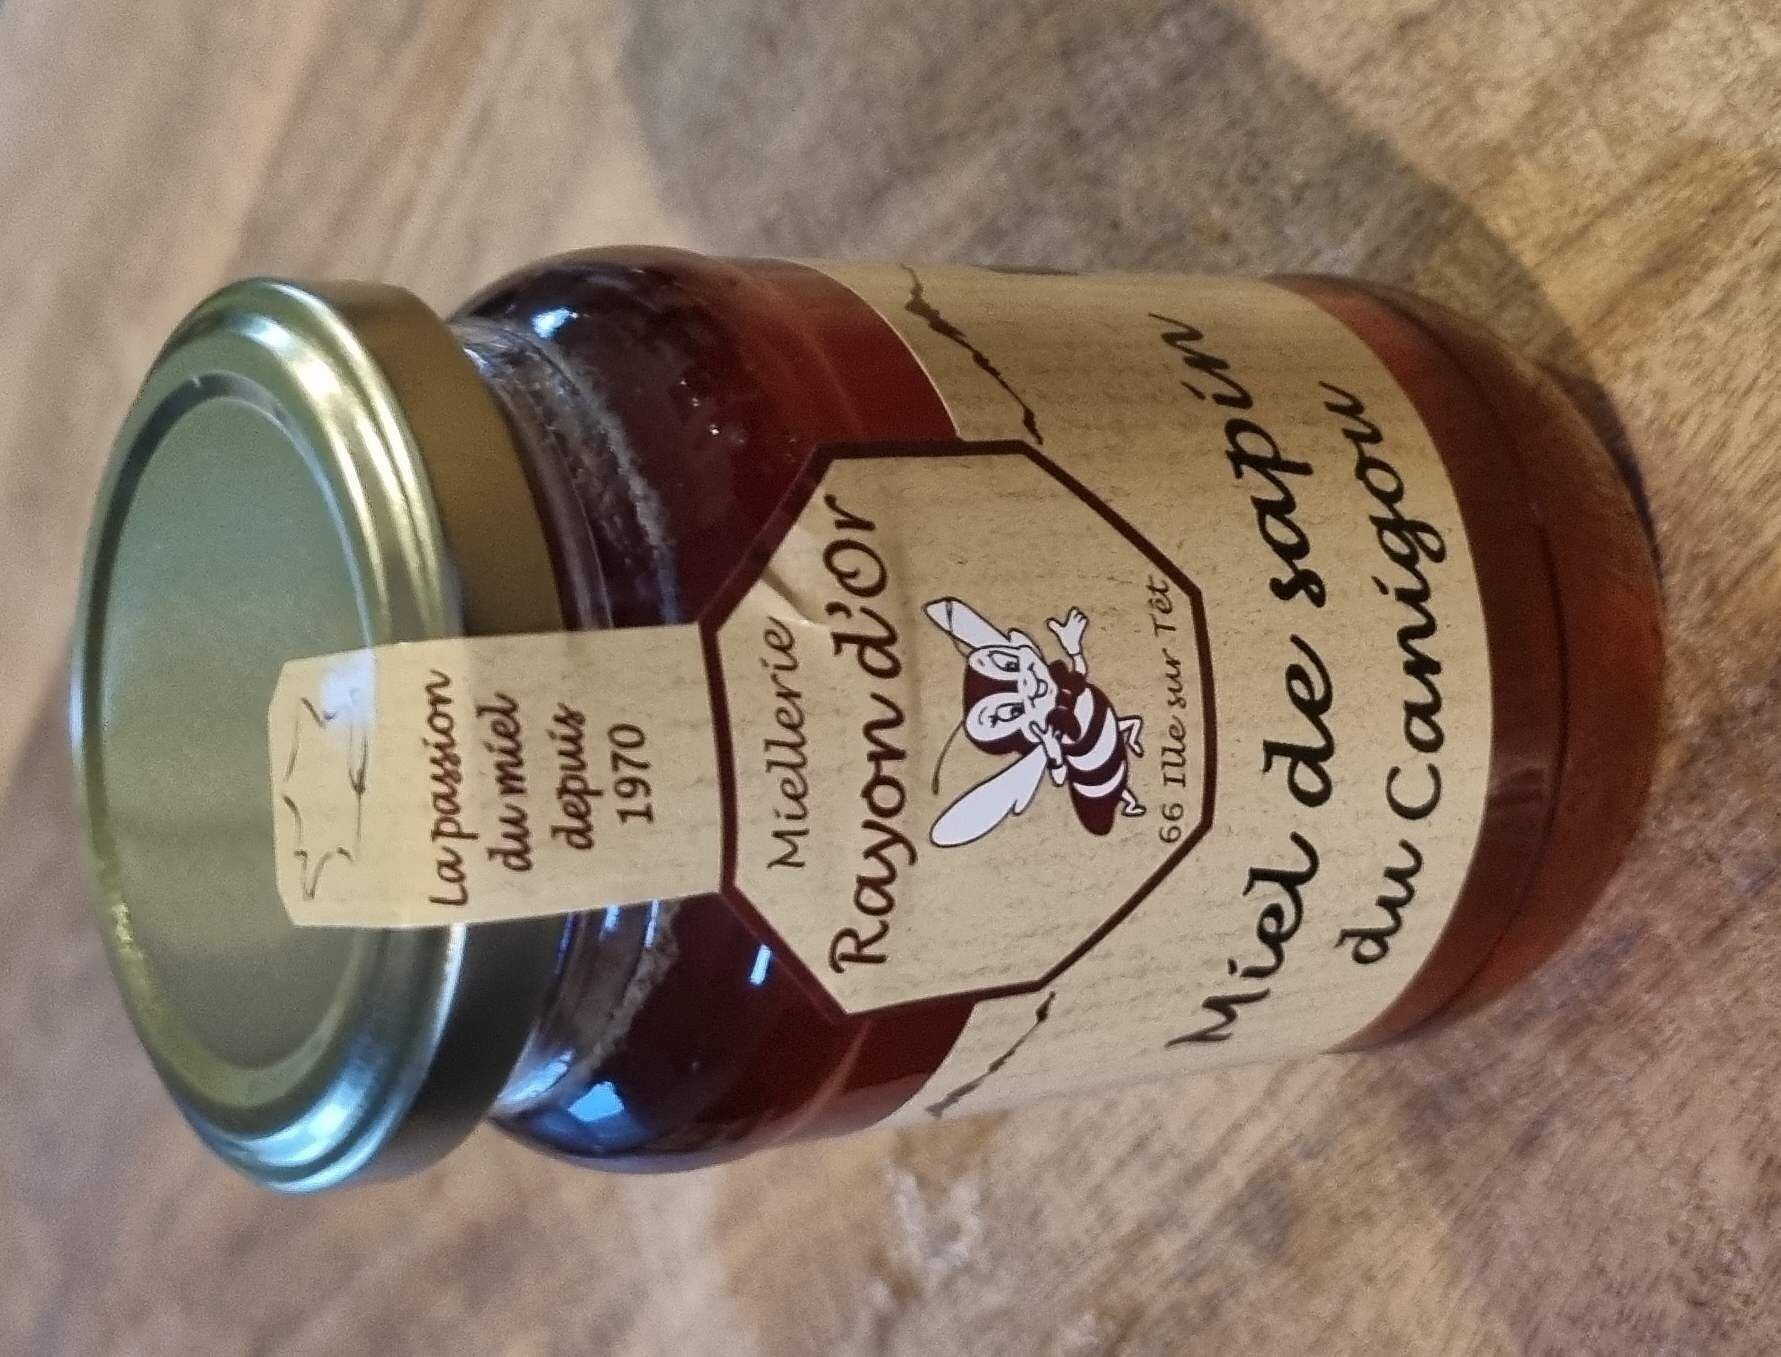 La passion
du miel
depuis
1970
Miellerie
Rayon d'Or
66 Ille sur Têt
Miel de sapin
du Canigou